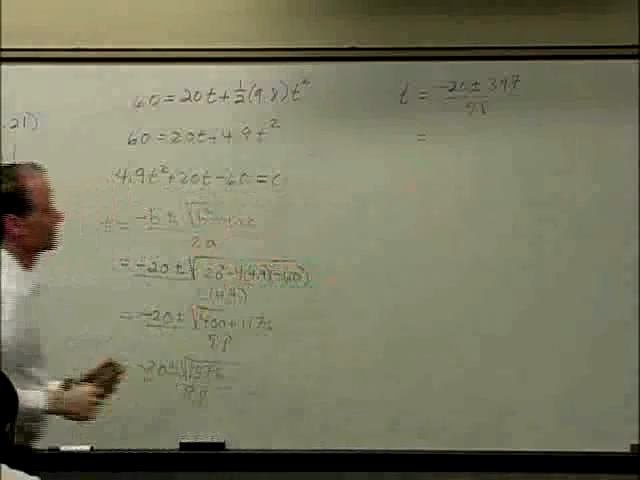 .21)
60 = 20t + 1/2(9.8)t²
60 = 20t + 4.9t²
4.9t² + 20t - 60 = 0
t = (-b ± √(b² - 4ac)) / 2a
= (-20 ± √(20² - 4(4.9)(-60))) / 2(4.9)
= (-20 ± √(400 + 1176)) / 9.8
-20 ± √1576 / 9.8
t = (-20 ± 39.7) / 9.8
=